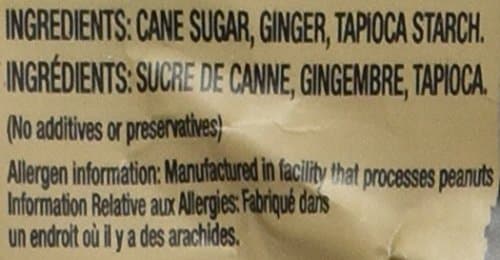 INGREDIENTS: CANE SUGAR, GINGER, TAPIOCA STARCH.
INGRÉDIENTS: SUCRE DE CANNE, GINGEMBRE, TAPIOCA.
(No additives or preservatives)
Allergen information: Manufactured in facility that processes peanuts
Information Relative aux Allergies: Fabriqué dans
un endroit où il y a des arachides.